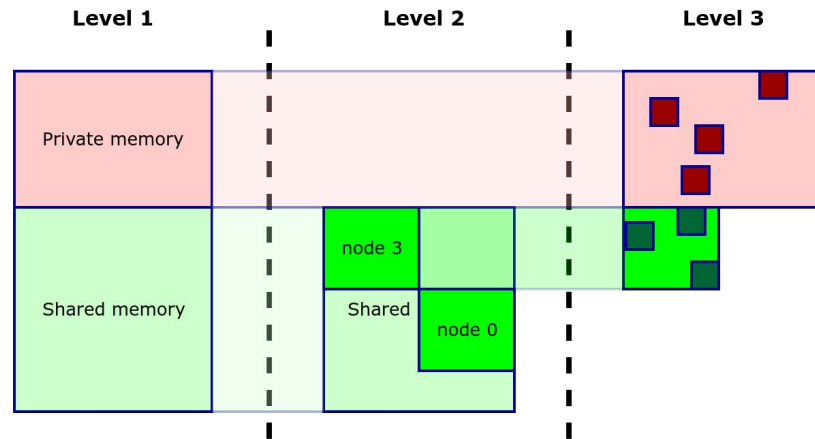 Level 1
Level 2
Level 3
Private memory
node 3
Shared memory
Shared
node 0